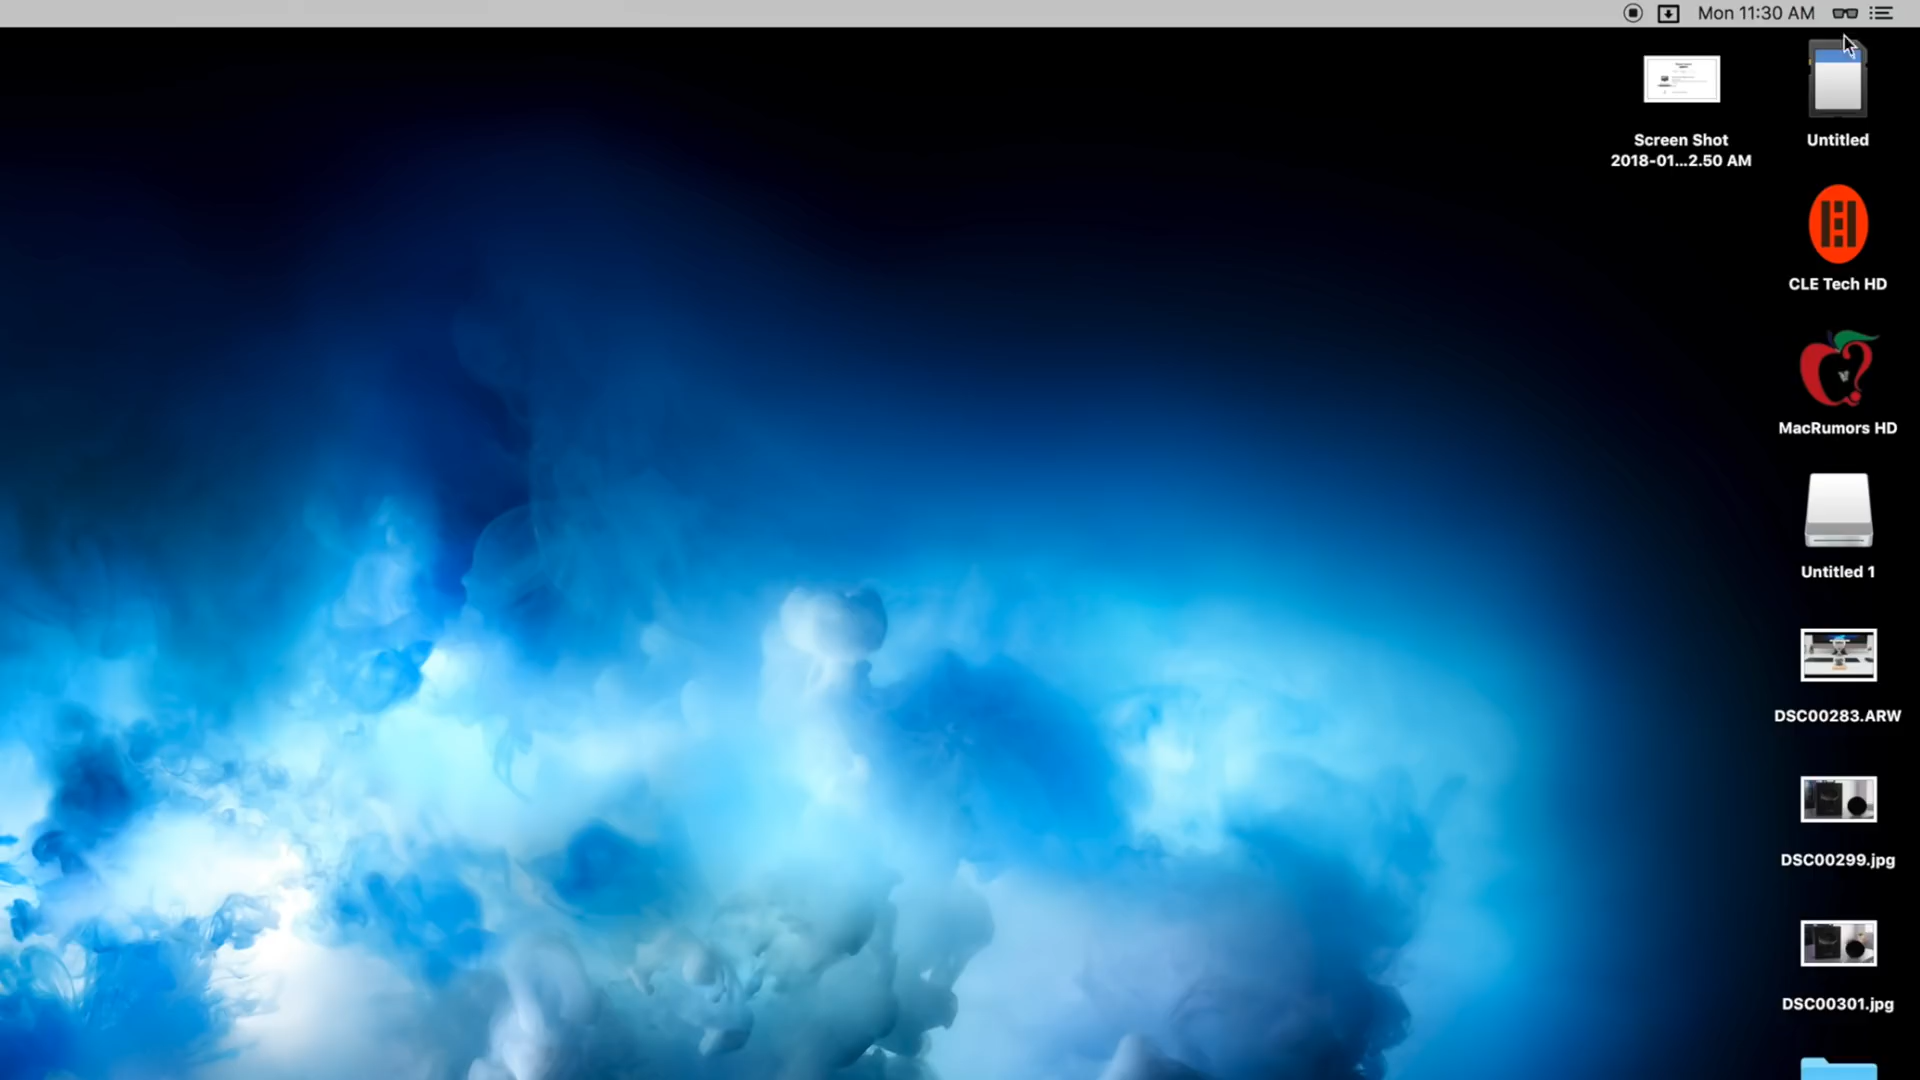 Mon 11:30 AM
Screen Shot
2018-01...2.50 AM
Untitled
CLE Tech HD
MacRumors HD
Untitled 1
DSC00283.ARW
DSC00299.jpg
DSC00301.jpg